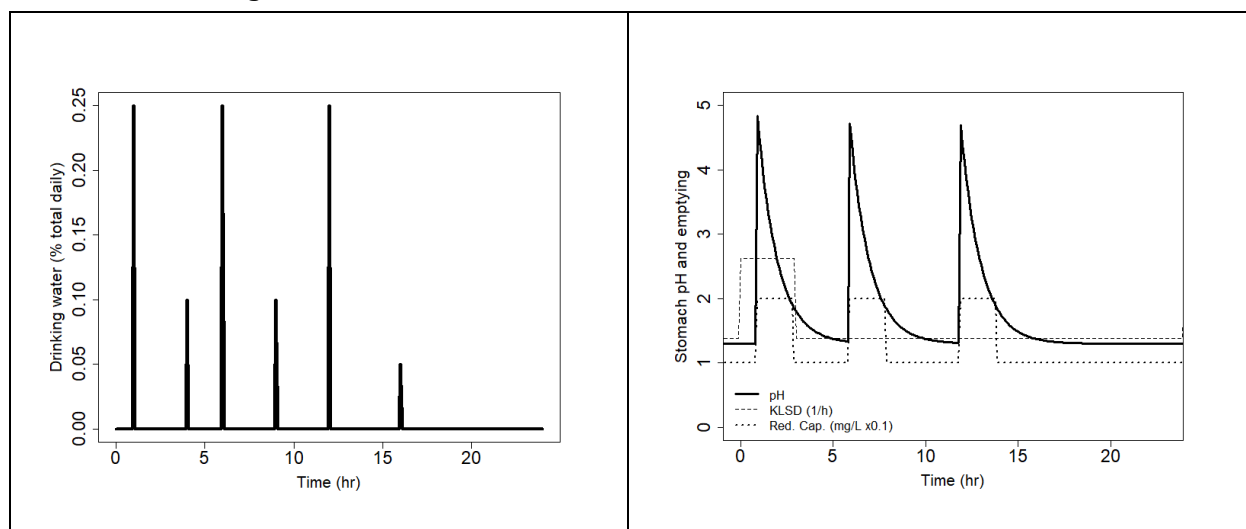 0.25
0.20
0.15
0.10
0.05
0.00
Drinking water (% total daily)
0 5 10 15 20
Time (hr)
5
4
3
2
1
0
Stomach pH and emptying
pH
KLSD (1/h)
Red. Cap. (mg/L x0.1)
0 5 10 15 20
Time (hr)